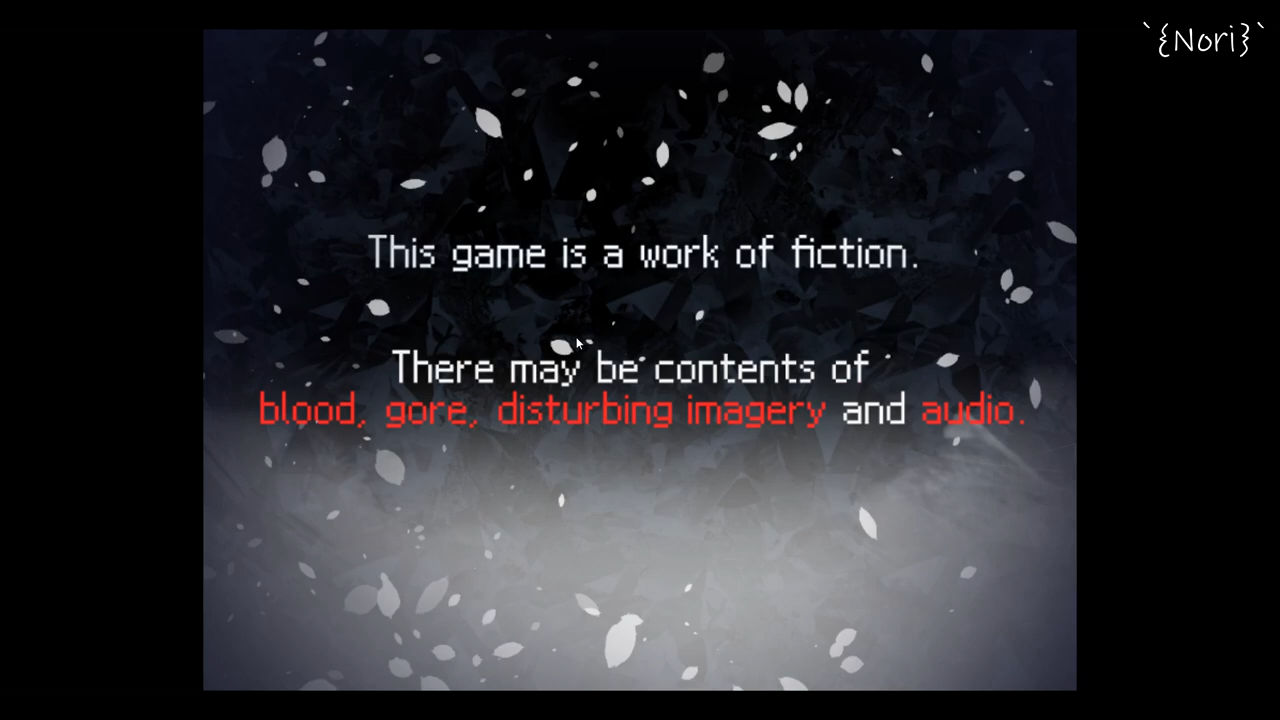 `{Nori}`
This game is a work of fiction.
There may be contents of
blood, gore, disturbing imagery and audio.